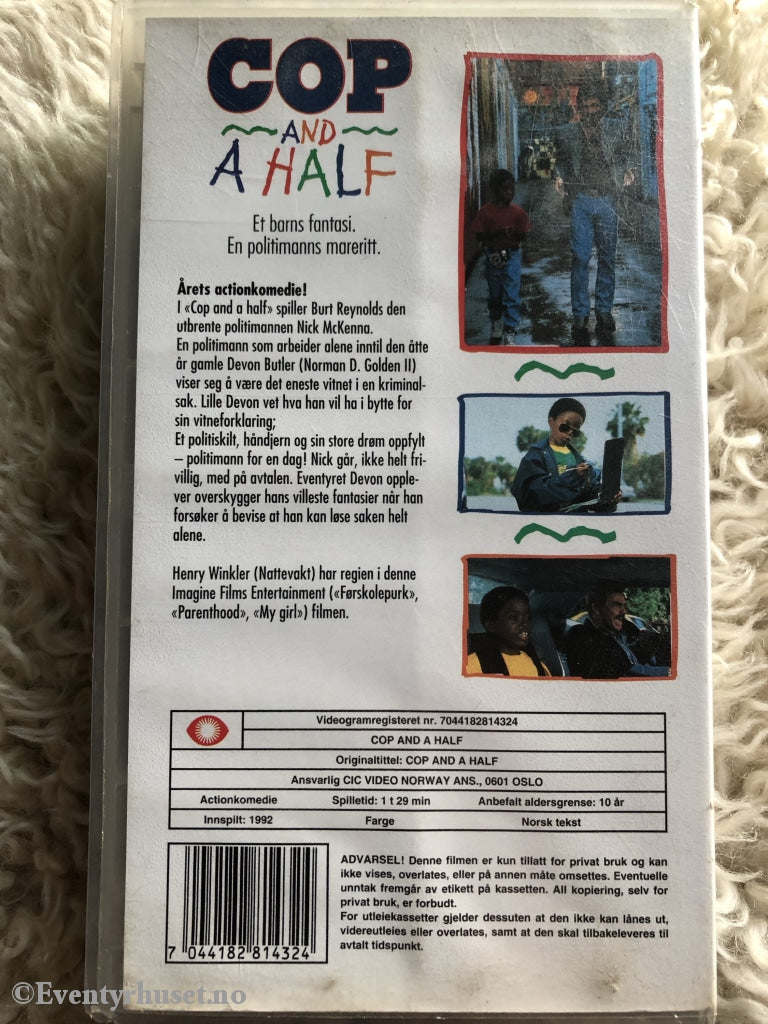 COP
AND
A HALF
Et barns fantasi.
En politimanns mareritt.
Årets actionkomedie!
I «Cop and a half» spiller Burt Reynolds den
utbrente politimannen Nick McKenna.
En politimann som arbeider alene inntil den åtte
år gamle Devon Butler (Norman D. Golden II)
viser seg å være det eneste vitnet i en kriminal-
sak. Lille Devon vet hva han vil ha i bytte for
sin vitneforklaring;
Et politiskilt, håndjern og sin store drøm oppfylt
– politimann for en dag! Nick går, ikke helt fri-
villig, med på avtalen. Eventyret Devon opple-
ver overskygger hans villeste fantasier når han
forsøker å bevise at han kan løse saken helt
alene.
Henry Winkler (Nattevakt) har regien i denne
Imagine Films Entertainment («Førskolepurk»,
«Parenthood», «My girl») filmen.
Videogramregisteret nr. 7044182814324
COP AND A HALF
Originaltittel: COP AND A HALF
Ansvarlig CIC VIDEO NORWAY ANS., 0601 OSLO
Actionkomedie Spilletid: 1 t 29 min Anbefalt aldersgrense: 10 år
Innspilt: 1992 Farge Norsk tekst
ADVARSEL! Denne filmen er kun tillatt for privat bruk og kan
ikke vises, overlates, eller på annen måte omsettes. Eventuelle
unntak fremgår av etikett på kassetten. All kopiering, selv for
privat bruk, er forbudt.
For utleiekassetter gjelder dessuten at den ikke kan lånes ut,
videreutleies eller overlates, samt at den skal tilbakeleveres til
avtalt tidspunkt.
7 044182 814324
©Eventyrhuset.no